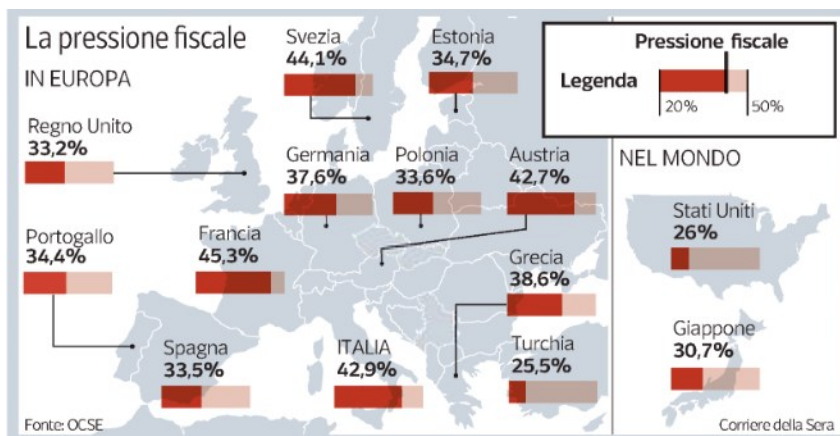 La pressione fiscale
IN EUROPA
Svezia
44,1%
Estonia
34,7%
Pressione fiscale
Legenda
20%
50%
Regno Unito
33,2%
Germania
37,6%
Polonia
33,6%
Austria
42,7%
NEL MONDO
Stati Uniti
26%
Portogallo
34,4%
Francia
45,3%
Grecia
38,6%
Spagna
33,5%
ITALIA
42,9%
Turchia
25,5%
Giappone
30,7%
Fonte: OCSE
Corriere della Sera